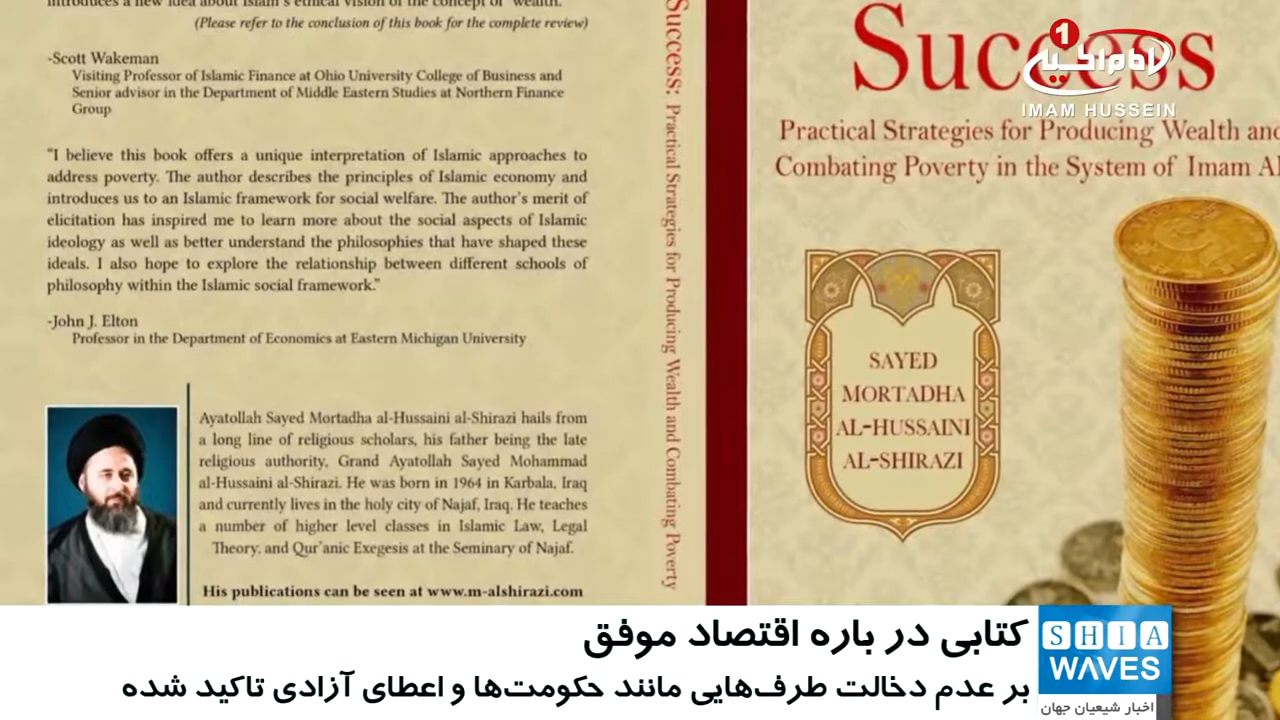 introduces a new idea about Islam's ethical vision of the concept of "wealth."
(Please refer to the conclusion of this book for the complete review)
-Scott Wakeman
Visiting Professor of Islamic Finance at Ohio University College of Business and
Senior advisor in the Department of Middle Eastern Studies at Northern Finance
Group
"I believe this book offers a unique interpretation of Islamic approaches to
address poverty. The author describes the principles of Islamic economy and
introduces us to an Islamic framework for social welfare. The author's merit of
elicitation has inspired me to learn more about the social aspects of Islamic
ideology as well as better understand the philosophies that have shaped these
ideals. I also hope to explore the relationship between different schools of
philosophy within the Islamic social framework."
-John J. Elton
Professor in the Department of Economics at Eastern Michigan University
Ayatollah Sayed Mortadha al-Hussaini al-Shirazi hails from
a long line of religious scholars, his father being the late
religious authority, Grand Ayatollah Sayed Mohammad
al-Hussaini al-Shirazi. He was born in 1964 in Karbala, Iraq
and currently lives in the holy city of Najaf, Iraq. He teaches
a number of higher level classes in Islamic Law, Legal
Theory, and Qur'anic Exegesis at the Seminary of Najaf.
His publications can be seen at www.m-alshirazi.com
Success: Practical Strategies for Producing Wealth and Combating Poverty
Success
Practical Strategies for Producing Wealth and
Combating Poverty in the System of Imam
SAYED
MORTADHA
AL-HUSSAINI
AL-SHIRAZI
1
IMAM HUSSEIN
کتابی در باره اقتصاد موفق
بر عدم دخالت طرف‌هایی مانند حکومت‌ها و اعطای آزادی تاکید شده
SHIA
WAVES
اخبار شیعیان جهان